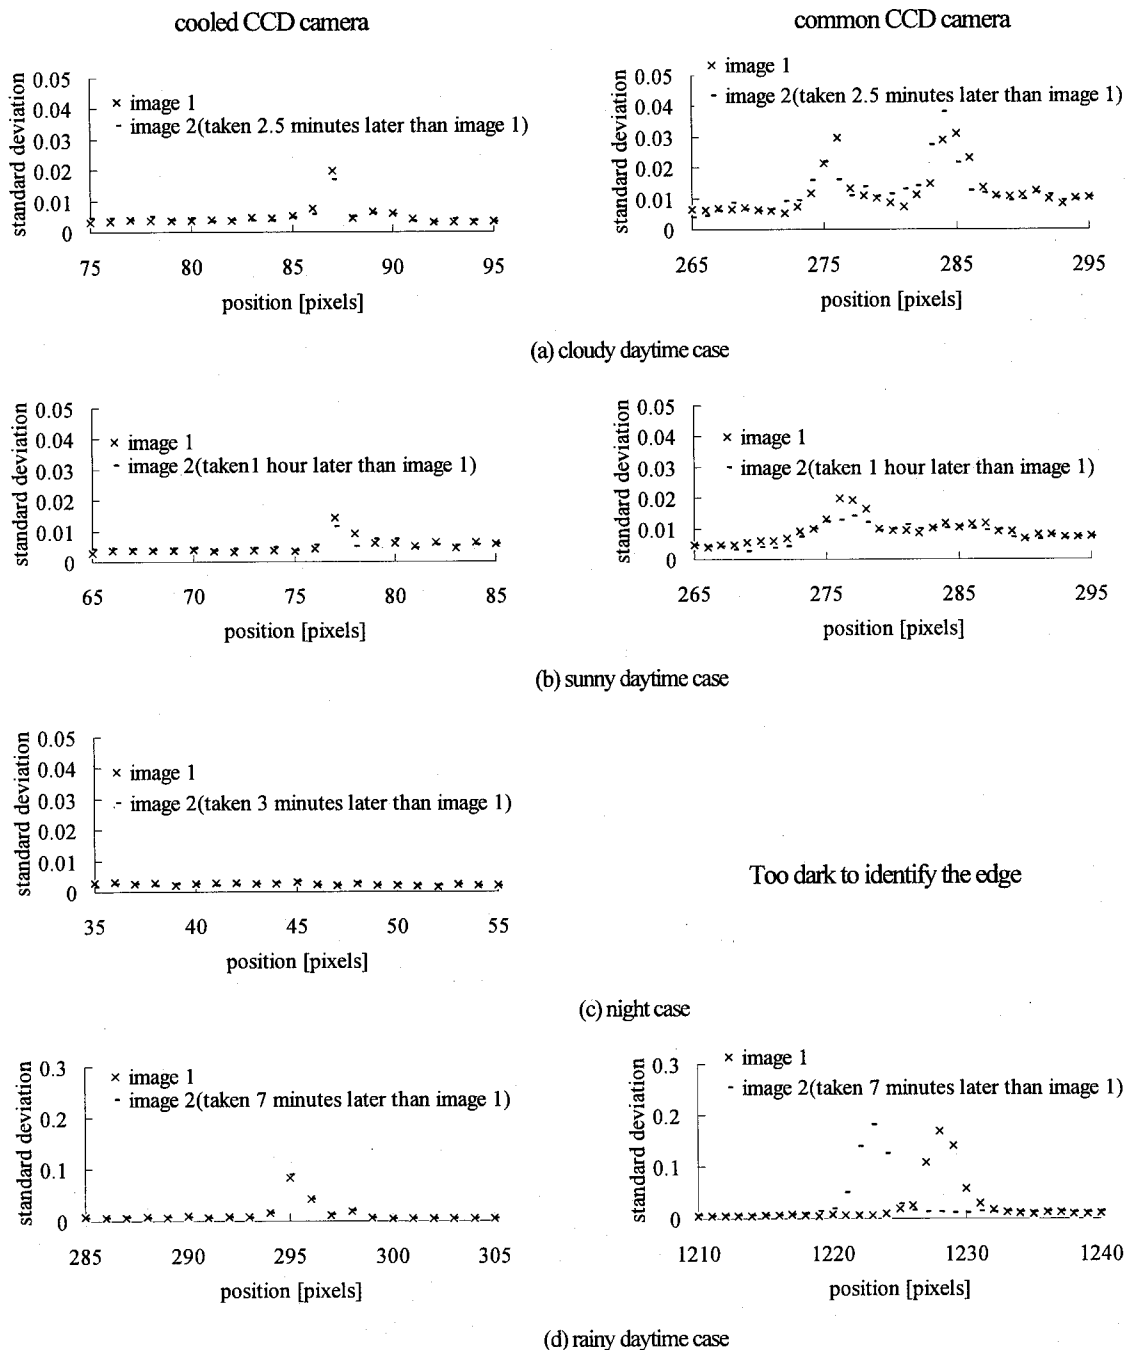 cooled CCD camera
common CCD camera
standard deviation
0.05
0.04
0.03
0.02
0.01
0
× image 1
- image 2(taken 2.5 minutes later than image 1)
75 80 85 90 95
position [pixels]
standard deviation
0.05
0.04
0.03
0.02
0.01
0
× image 1
- image 2(taken 2.5 minutes later than image 1)
265 275 285 295
position [pixels]
(a) cloudy daytime case
standard deviation
0.05
0.04
0.03
0.02
0.01
0
× image 1
- image 2(taken1 hour later than image 1)
65 70 75 80 85
position [pixels]
standard deviation
0.05
0.04
0.03
0.02
0.01
0
× image 1
- image 2(taken 1 hour later than image 1)
265 275 285 295
position [pixels]
(b) sunny daytime case
standard deviation
0.05
0.04
0.03
0.02
0.01
0
× image 1
- image 2(taken 3 minutes later than image 1)
35 40 45 50 55
position [pixels]
Too dark to identify the edge
(c) night case
standard deviation
0.3
0.2
0.1
0
× image 1
- image 2(taken 7 minutes later than image 1)
285 290 295 300 305
position [pixels]
standard deviation
0.3
0.2
0.1
0
× image 1
- image 2(taken 7 minutes later than image 1)
1210 1220 1230 1240
position [pixels]
(d) rainy daytime case